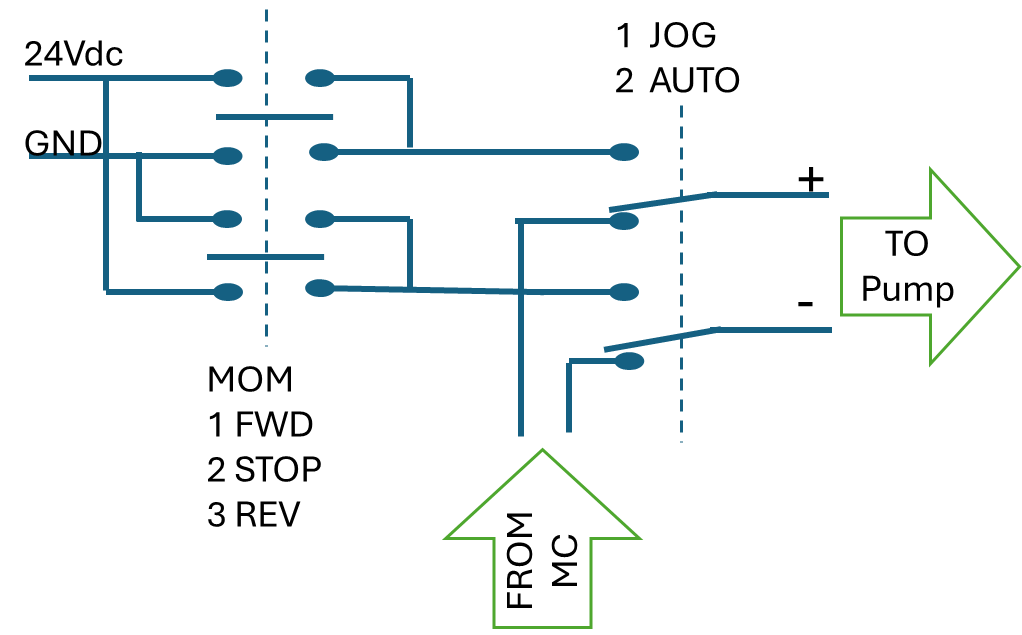 24Vdc
GND
1 JOG
2 AUTO
+
-
TO
Pump
MOM
1 FWD
2 STOP
3 REV
FROM
MC